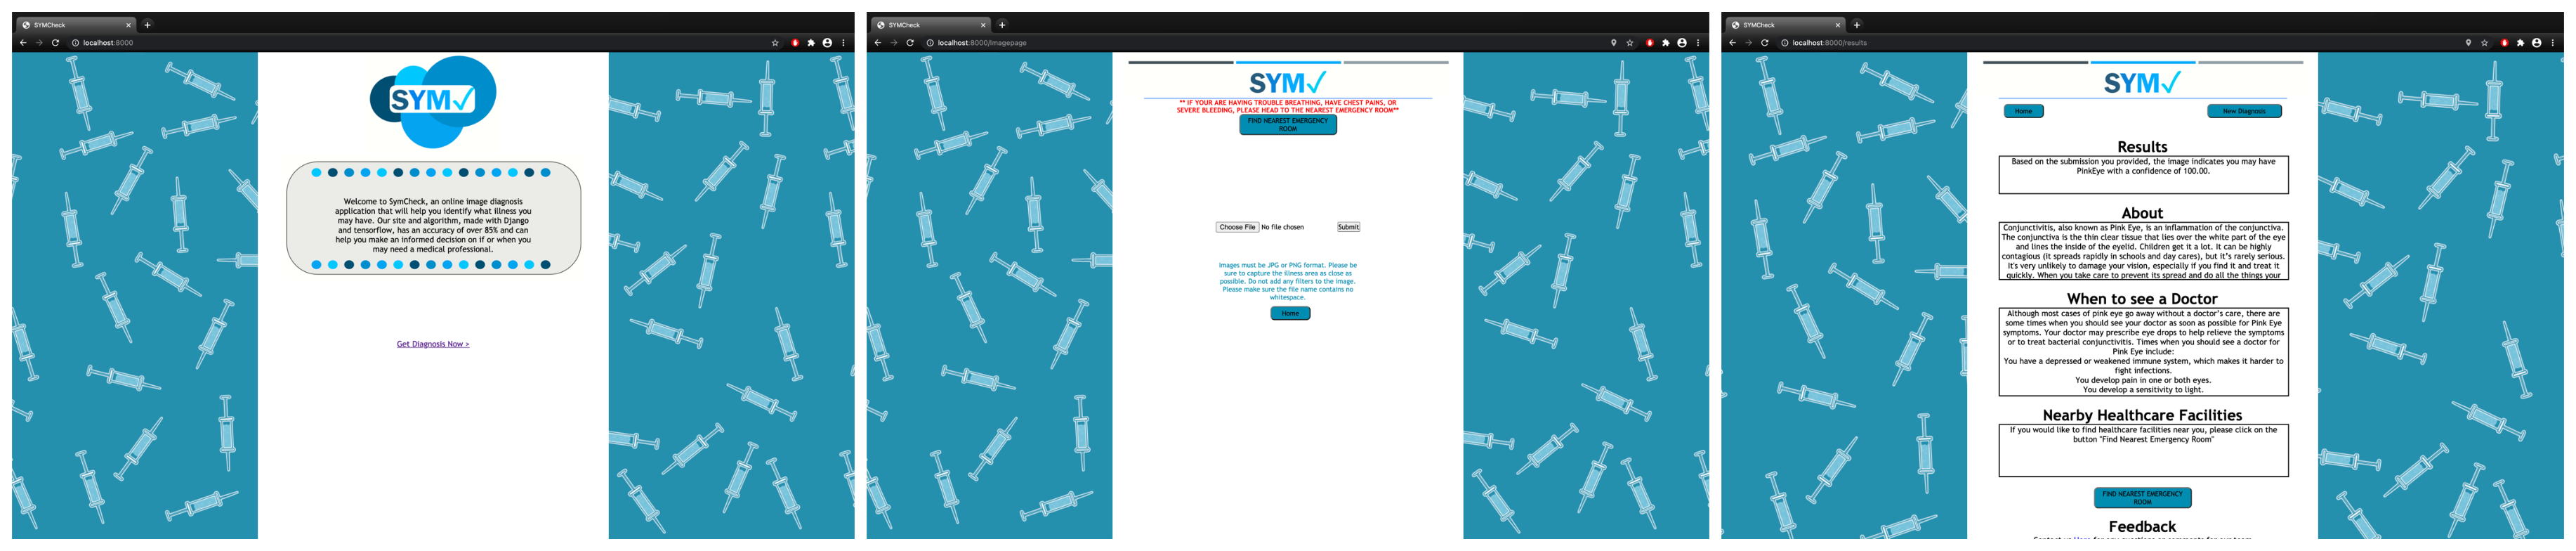 SYMCheck
localhost:8000
SYM
Welcome to SymCheck, an online image diagnosis
application that will help you identify what illness you
may have. Our site and algorithm, made with Django
and tensorflow, has an accuracy of over 85% and can
help you make an informed decision on if or when you
may need a medical professional.
Get Diagnosis Now >
SYMCheck
localhost:8000/imagepage
SYM
** IF YOUR ARE HAVING TROUBLE BREATHING, HAVE CHEST PAINS, OR
SEVERE BLEEDING, PLEASE HEAD TO THE NEAREST EMERGENCY ROOM**
FIND NEAREST EMERGENCY
ROOM
Choose File No file chosen Submit
Images must be JPG or PNG format. Please be
sure to capture the illness area as close as
possible. Do not add any filters to the image.
Please make sure the file name contains no
whitespace.
Home
SYMCheck
localhost:8000/results
SYM
Home New Diagnosis
Results
Based on the submission you provided, the image indicates you may have
PinkEye with a confidence of 100.00.
About
Conjunctivitis, also known as Pink Eye, is an inflammation of the conjunctiva.
The conjunctiva is the thin clear tissue that lies over the white part of the eye
and lines the inside of the eyelid. Children get it a lot. It can be highly
contagious (it spreads rapidly in schools and day cares), but it's rarely serious.
It's very unlikely to damage your vision, especially if you find it and treat it
quickly. When you take care to prevent its spread and do all the things your
When to see a Doctor
Although most cases of pink eye go away without a doctor's care, there are
some times when you should see your doctor as soon as possible for Pink Eye
symptoms. Your doctor may prescribe eye drops to help relieve the symptoms
or to treat bacterial conjunctivitis. Times when you should see a doctor for
Pink Eye include:
You have a depressed or weakened immune system, which makes it harder to
fight infections.
You develop pain in one or both eyes.
You develop a sensitivity to light.
Nearby Healthcare Facilities
If you would like to find healthcare facilities near you, please click on the
button "Find Nearest Emergency Room"
FIND NEAREST EMERGENCY
ROOM
Feedback